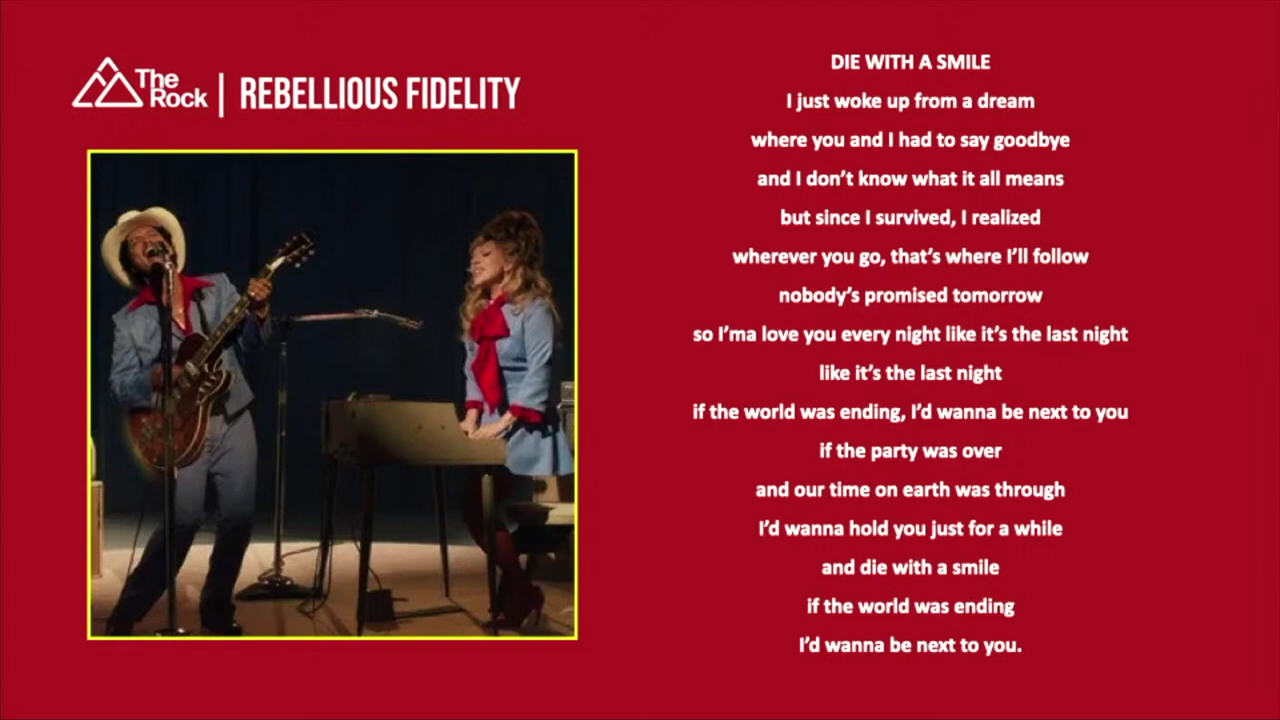 The
Rock
REBELLIOUS FIDELITY
DIE WITH A SMILE
I just woke up from a dream
where you and I had to say goodbye
and I don’t know what it all means
but since I survived, I realized
wherever you go, that’s where I’ll follow
nobody’s promised tomorrow
so I’ma love you every night like it’s the last night
like it’s the last night
if the world was ending, I’d wanna be next to you
if the party was over
and our time on earth was through
I’d wanna hold you just for a while
and die with a smile
if the world was ending
I’d wanna be next to you.